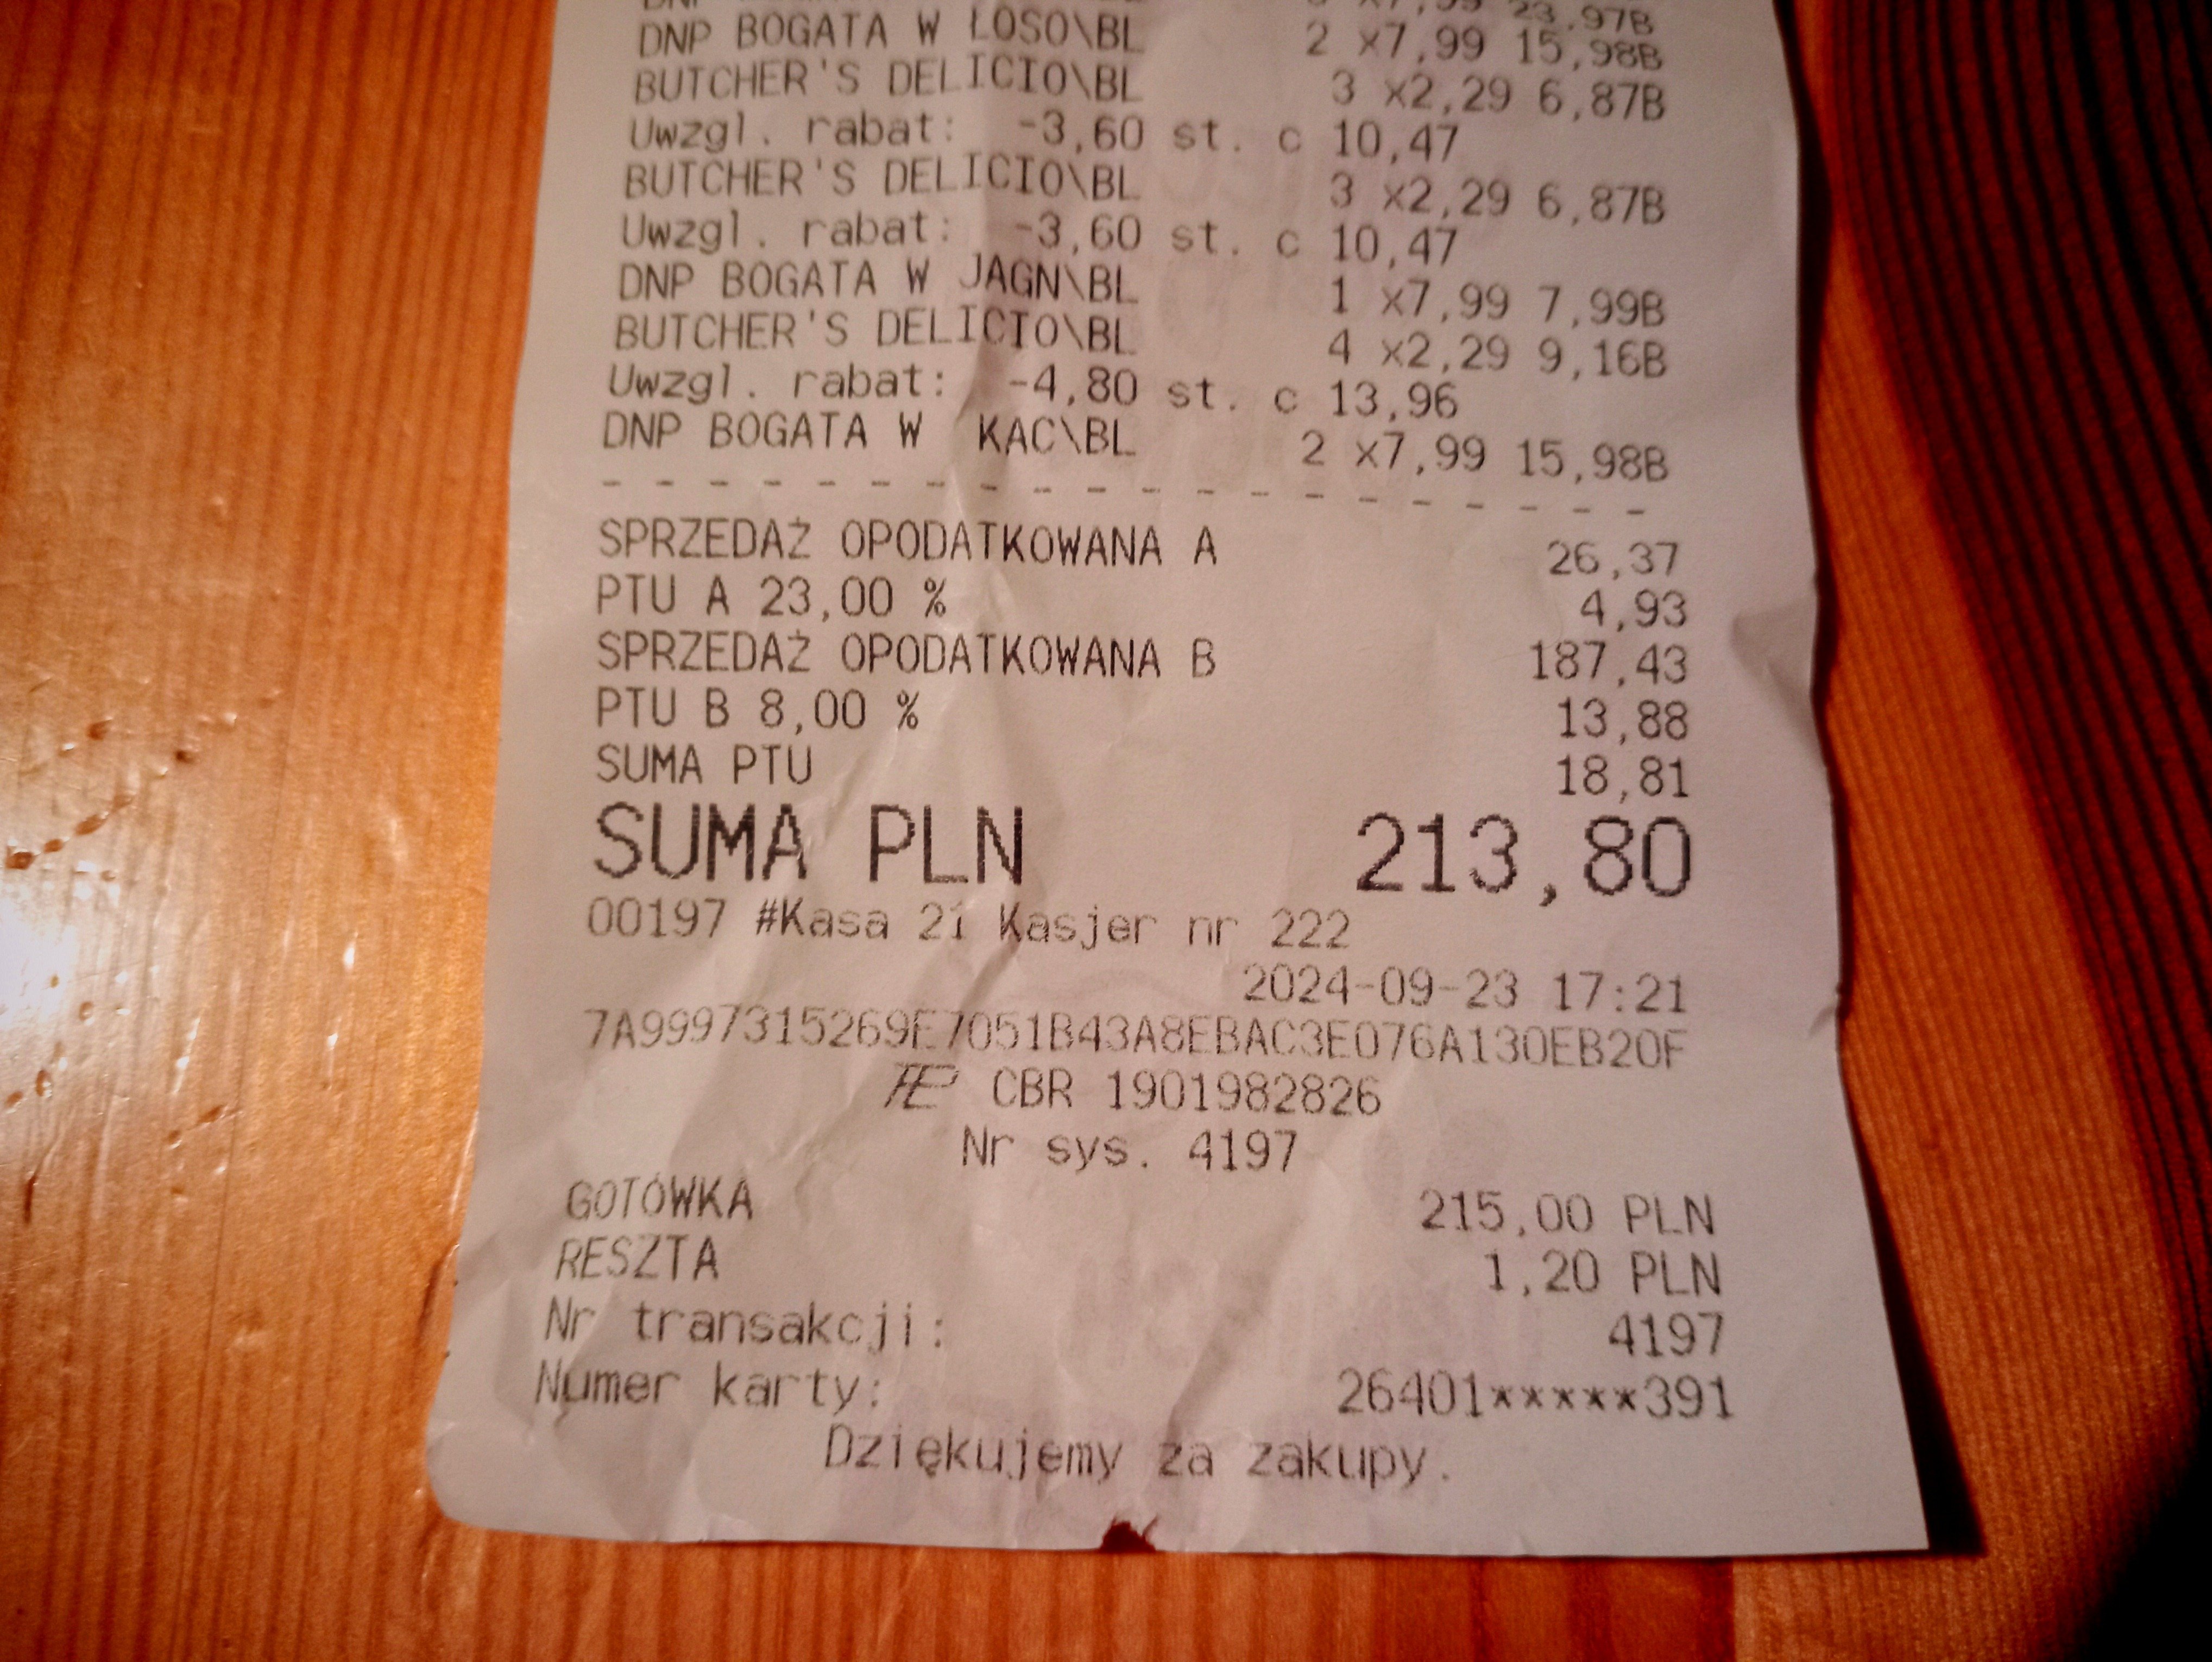 DNP
23,97B
DNP BOGATA W ŁOSO\BL 2 x7,99 15,98B
BUTCHER'S DELICIO\BL 3 x2,29 6,87B
Uwzgl. rabat: -3,60 st. c 10,47
BUTCHER'S DELICIO\BL 3 x2,29 6,87B
Uwzgl. rabat: -3,60 st. c 10,47
DNP BOGATA W JAGN\BL 1 x7,99 7,99B
BUTCHER'S DELICIO\BL 4 x2,29 9,16B
Uwzgl. rabat: -4,80 st. c 13,96
DNP BOGATA W KAC\BL 2 x7,99 15,98B
- - - - - - - - - - - - - - - - - - - -
SPRZEDAŻ OPODATKOWANA A 26,37
PTU A 23,00 % 4,93
SPRZEDAŻ OPODATKOWANA B 187,43
PTU B 8,00 % 13,88
SUMA PTU 18,81
SUMA PLN 213,80
00197 #Kasa 21 Kasjer nr 222
2024-09-23 17:21
7A9997315269E7051B43A8EBAC3E076A130EB20F
CBR 1901982826
Nr sys. 4197
GOTÓWKA 215,00 PLN
RESZTA 1,20 PLN
Nr transakcji: 4197
Numer karty: 26401*****391
Dziękujemy za zakupy.